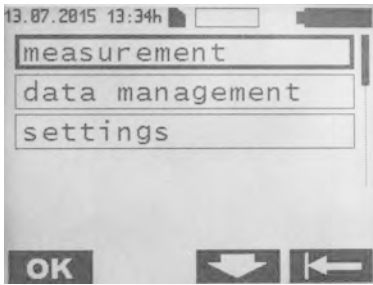 13.07.2015 13:34h
measurement
data management
settings
OK